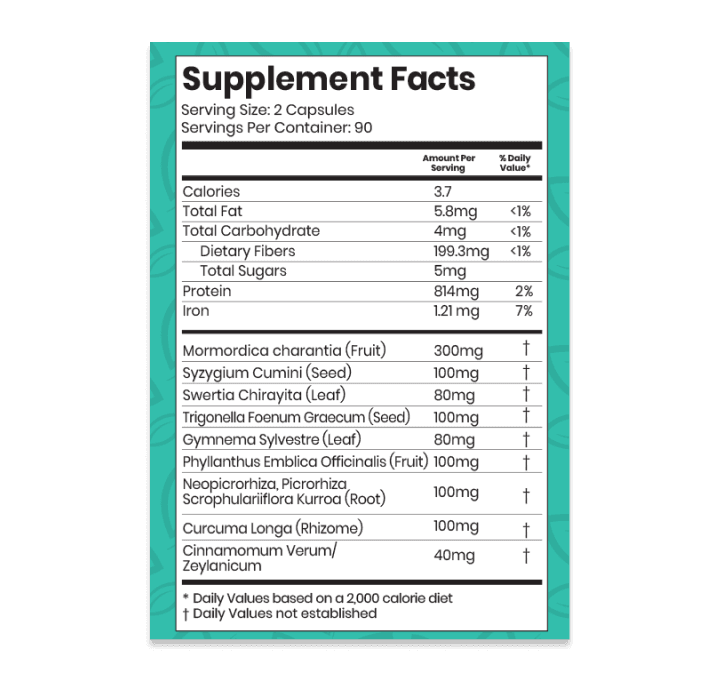 Supplement Facts
Serving Size: 2 Capsules
Servings Per Container: 90
Amount Per Serving % Daily Value*
Calories 3.7
Total Fat 5.8mg <1%
Total Carbohydrate 4mg <1%
Dietary Fibers 199.3mg <1%
Total Sugars 5mg
Protein 814mg 2%
Iron 1.21 mg 7%
Mormordica charantia (Fruit) 300mg †
Syzygium Cumini (Seed) 100mg †
Swertia Chirayita (Leaf) 80mg †
Trigonella Foenum Graecum (Seed) 100mg †
Gymnema Sylvestre (Leaf) 80mg †
Phyllanthus Emblica Officinalis (Fruit) 100mg †
Neopicrorhiza, Picrorhiza
Scrophulariiflora Kurroa (Root) 100mg †
Curcuma Longa (Rhizome) 100mg †
Cinnamomum Verum/
Zeylanicum 40mg †
* Daily Values based on a 2,000 calorie diet
† Daily Values not established